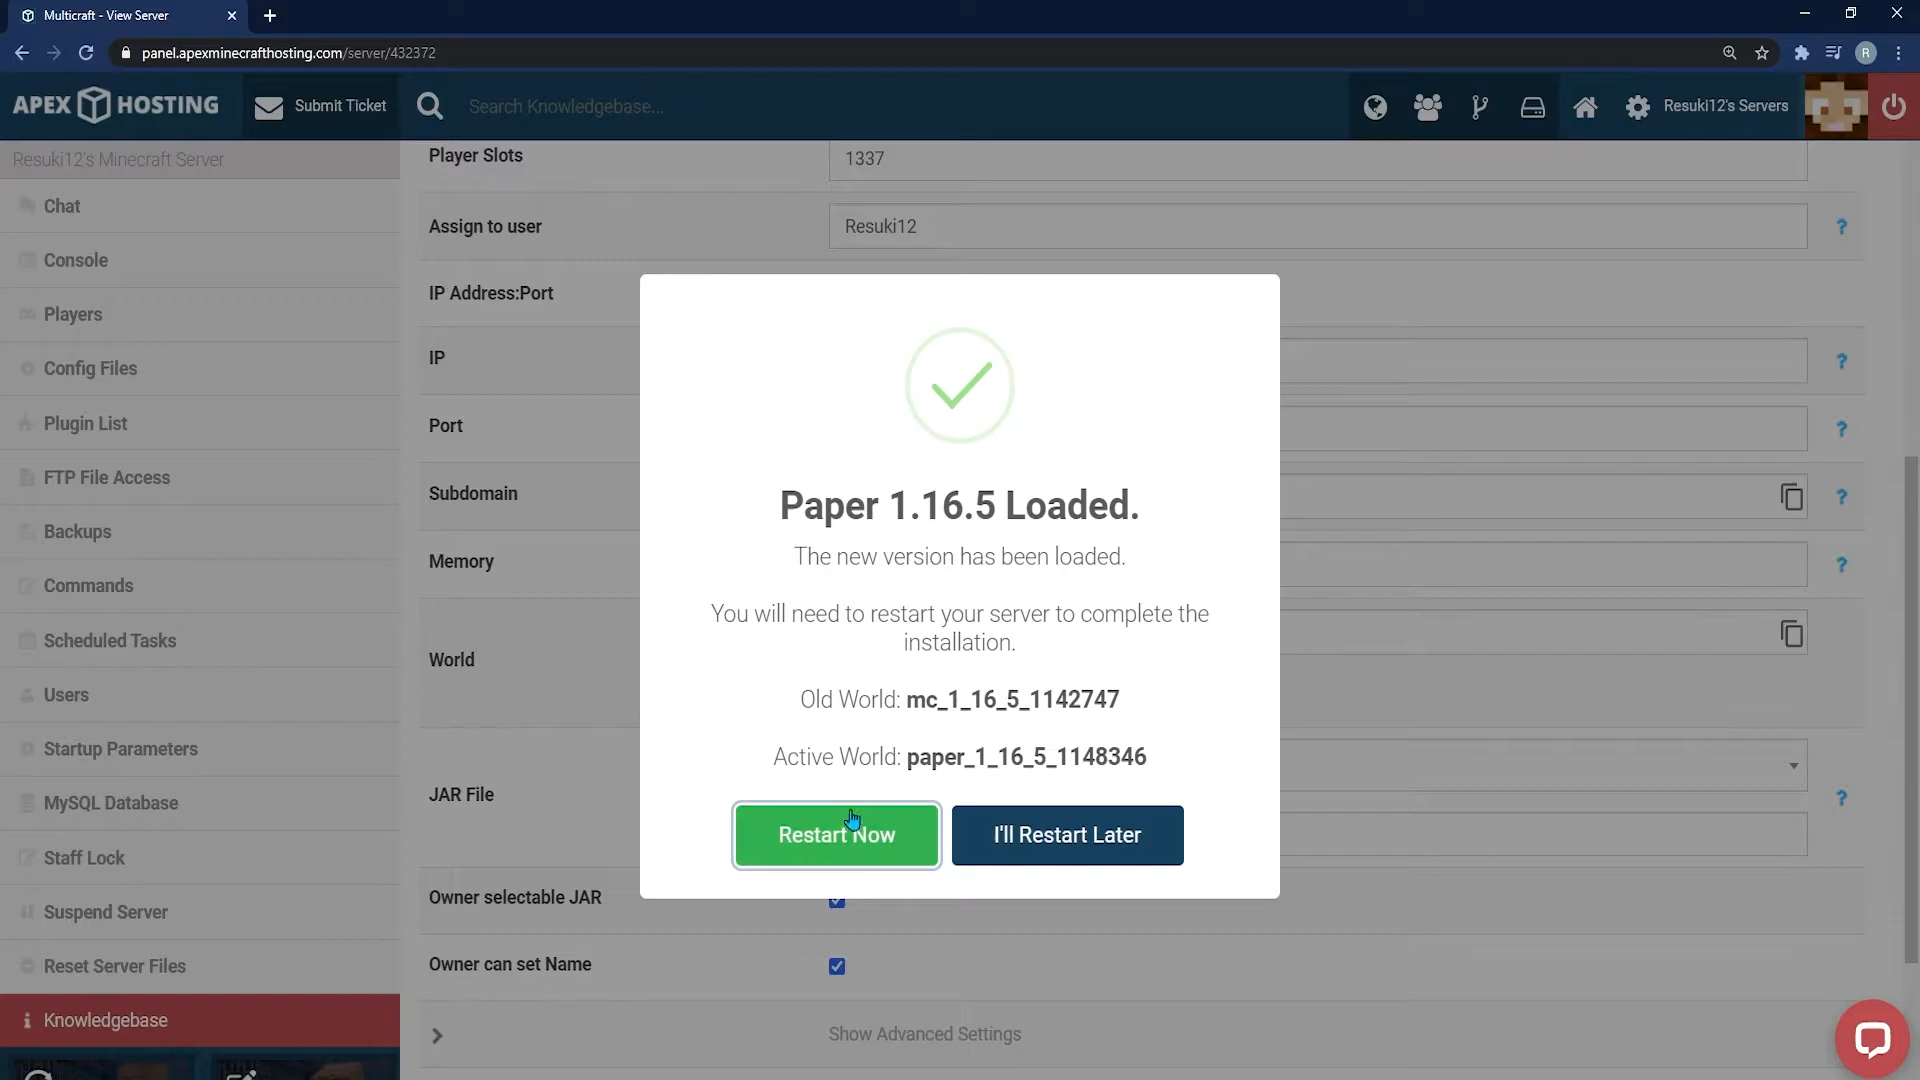 Multicraft - View Server
panel.apexminecrafthosting.com/server/432372
R
APEX HOSTING
Submit Ticket
Search Knowledgebase...
Resuki12's Servers
Resuki12's Minecraft Server
Chat
Console
Players
Config Files
Plugin List
FTP File Access
Backups
Commands
Scheduled Tasks
Users
Startup Parameters
MySQL Database
Staff Lock
Suspend Server
Reset Server Files
Knowledgebase
Player Slots
1337
Assign to user
Resuki12
?
IP Address:Port
IP
?
Port
?
Subdomain
?
Memory
?
World
JAR File
?
Owner selectable JAR
Owner can set Name
Show Advanced Settings
Paper 1.16.5 Loaded.
The new version has been loaded.
You will need to restart your server to complete the
installation.
Old World: mc_1_16_5_1142747
Active World: paper_1_16_5_1148346
Restart Now
I'll Restart Later